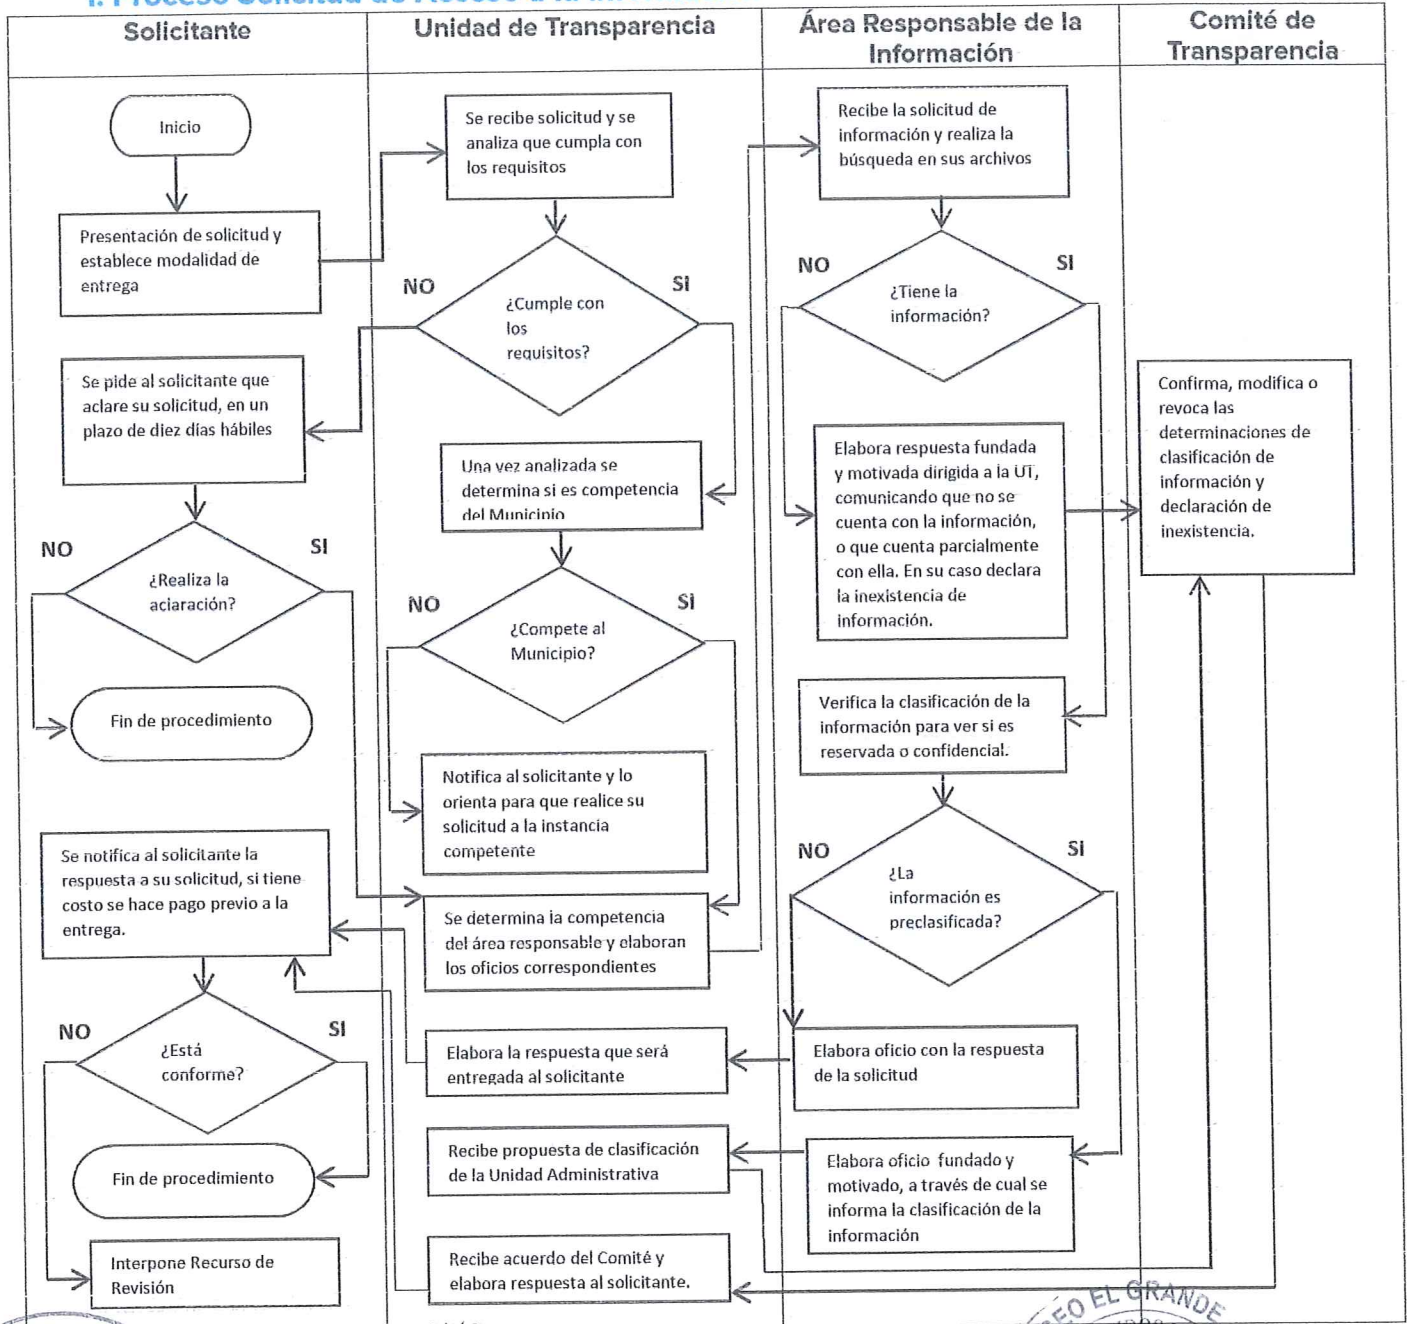 1. Proceso Solicitud de Acceso a la
Solicitante
Unidad de Transparencia
Área Responsable de la
Información
Comité de
Transparencia
Inicio
Presentación de solicitud y
establece modalidad de
entrega
Se pide al solicitante que
aclare su solicitud, en un
plazo de diez días hábiles
NO
SI
¿Realiza la
aciaración?
Fin de procedimiento
Se notifica al solicitante la
respuesta a su solicitud, si tiene
costo se hace pago previo a la
entrega.
NO
SI
¿Está
conforme?
Fin de procedimiento
Interpone Recurso de
Revisión
Se recibe solicitud y se
analiza que cumpla con
los requisitos
NO
SI
¿Cumple con
los
requisitos?
Una vez analizada se
determina si es competencia
del Municipio
NO
SI
¿Compete al
Municipio?
Notifica al solicitante y lo
orienta para que realice su
solicitud a la instancia
competente
Se determina la competencia
del área responsable y elaboran
los oficios correspondientes
Elabora la respuesta que será
entregada al solicitante
Recibe propuesta de clasificación
de la Unidad Administrativa
Recibe acuerdo del Comité y
elabora respuesta al solicitante.
Recibe la solicitud de
información y realiza la
búsqueda en sus archivos
NO
SI
¿Tiene la
información?
Elabora respuesta fundada
y motivada dirigida a la UT,
comunicando que no se
cuenta con la información,
o que cuenta parcialmente
con ella. En su caso declara
la inexistencia de
información.
Verifica la clasificación de la
información para ver si es
reservada o confidencial.
NO
SI
¿La
información es
preclasificada?
Elabora oficio con la respuesta
de la solicitud
Elabora oficio fundado y
motivado, a través de cual se
informa la clasificación de la
información
Confirma, modifica o
revoca las
determinaciones de
clasificación de
información y
declaración de
inexistencia.
EO EL GRANDE